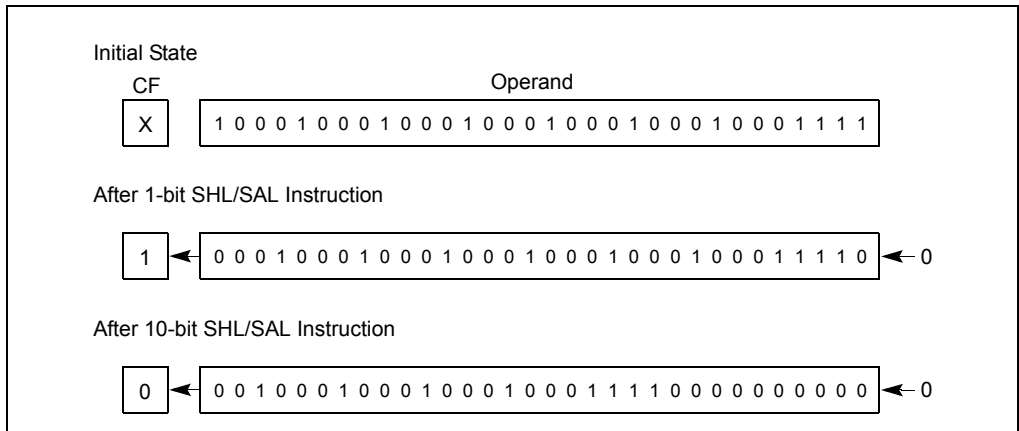 Initial State
CF Operand
X 1 0 0 0 1 0 0 0 1 0 0 0 1 0 0 0 1 0 0 0 1 0 0 0 1 0 0 0 1 1 1 1
After 1-bit SHL/SAL Instruction
1 0 0 0 1 0 0 0 1 0 0 0 1 0 0 0 1 0 0 0 1 0 0 0 1 0 0 0 1 1 1 1 0 0
After 10-bit SHL/SAL Instruction
0 0 0 1 0 0 0 1 0 0 0 1 0 0 0 1 0 0 0 1 1 1 1 0 0 0 0 0 0 0 0 0 0 0